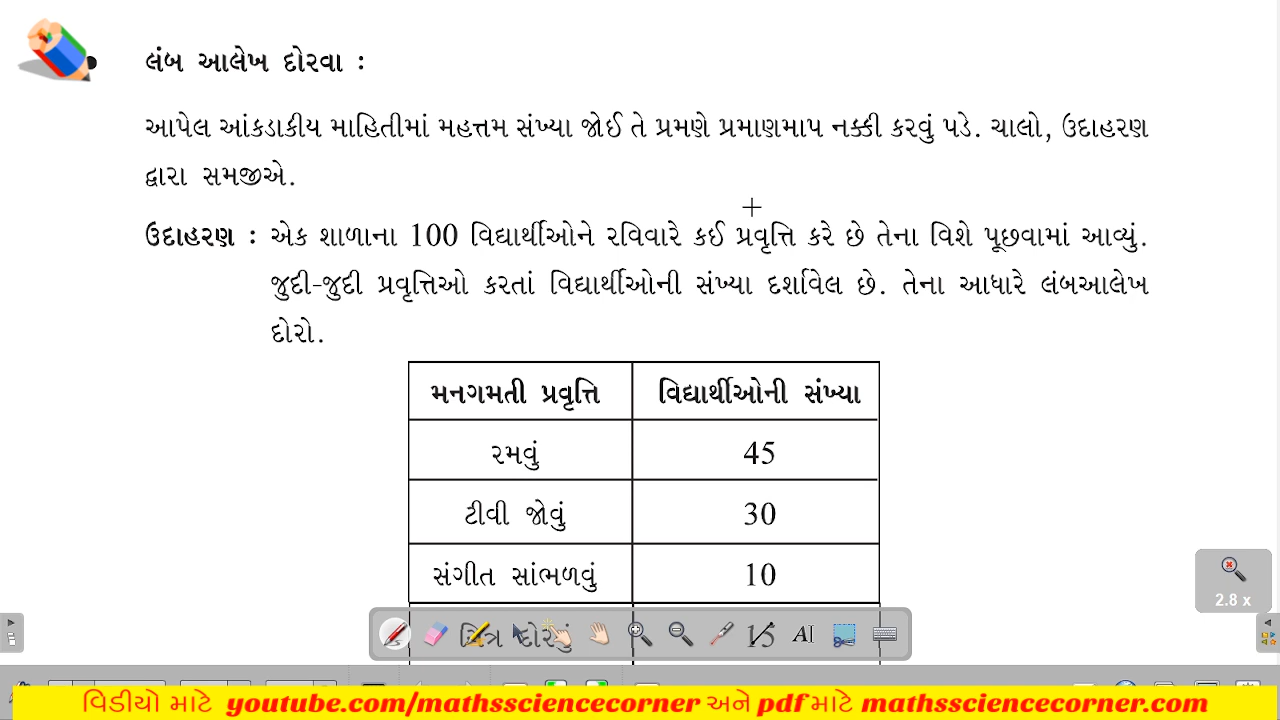 લંબ આલેખ દોરવા :
આપેલ આંકડાકીય માહિતીમાં મહત્તમ સંખ્યા જોઈ તે પ્રમણે પ્રમાણમાપ નક્કી કરવું પડે. ચાલો, ઉદાહરણ
દ્વારા સમજીએ.
ઉદાહરણ : એક શાળાના 100 વિદ્યાર્થીઓને રવિવારે કઈ પ્રવૃત્તિ કરે છે તેના વિશે પૂછવામાં આવ્યું.
જુદી-જુદી પ્રવૃત્તિઓ કરતાં વિદ્યાર્થીઓની સંખ્યા દર્શાવેલ છે. તેના આધારે લંબઆલેખ
દોરો.
મનગમતી પ્રવૃત્તિ વિદ્યાર્થીઓની સંખ્યા
રમવું 45
ટીવી જોવું 30
સંગીત સાંભળવું 10
ચિત્ર દોરવું 15
2.8 x
વિડીયો માટે youtube.com/mathssciencecorner અને pdf માટે mathssciencecorner.com